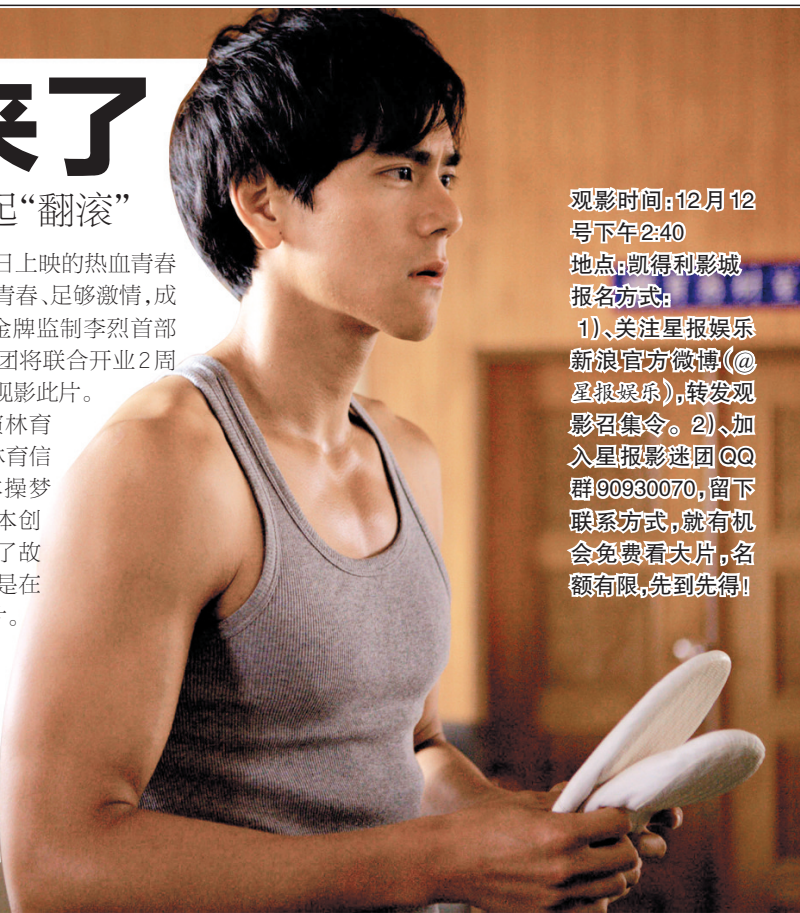 来了
起“翻滚”
日上映的热血青春
青春、足够激情,成
金牌监制李烈首部
团将联合开业2周
观影此片。
林育
林育信
操梦
本创
了故
是在
。
观影时间:12月12
号下午2:40
地点:凯得利影城
报名方式:
1)、关注星报娱乐
新浪官方微博(@
星报娱乐),转发观
影召集令。2)、加
入星报影迷团QQ
群90930070,留下
联系方式,就有机
会免费看大片,名
额有限,先到先得!